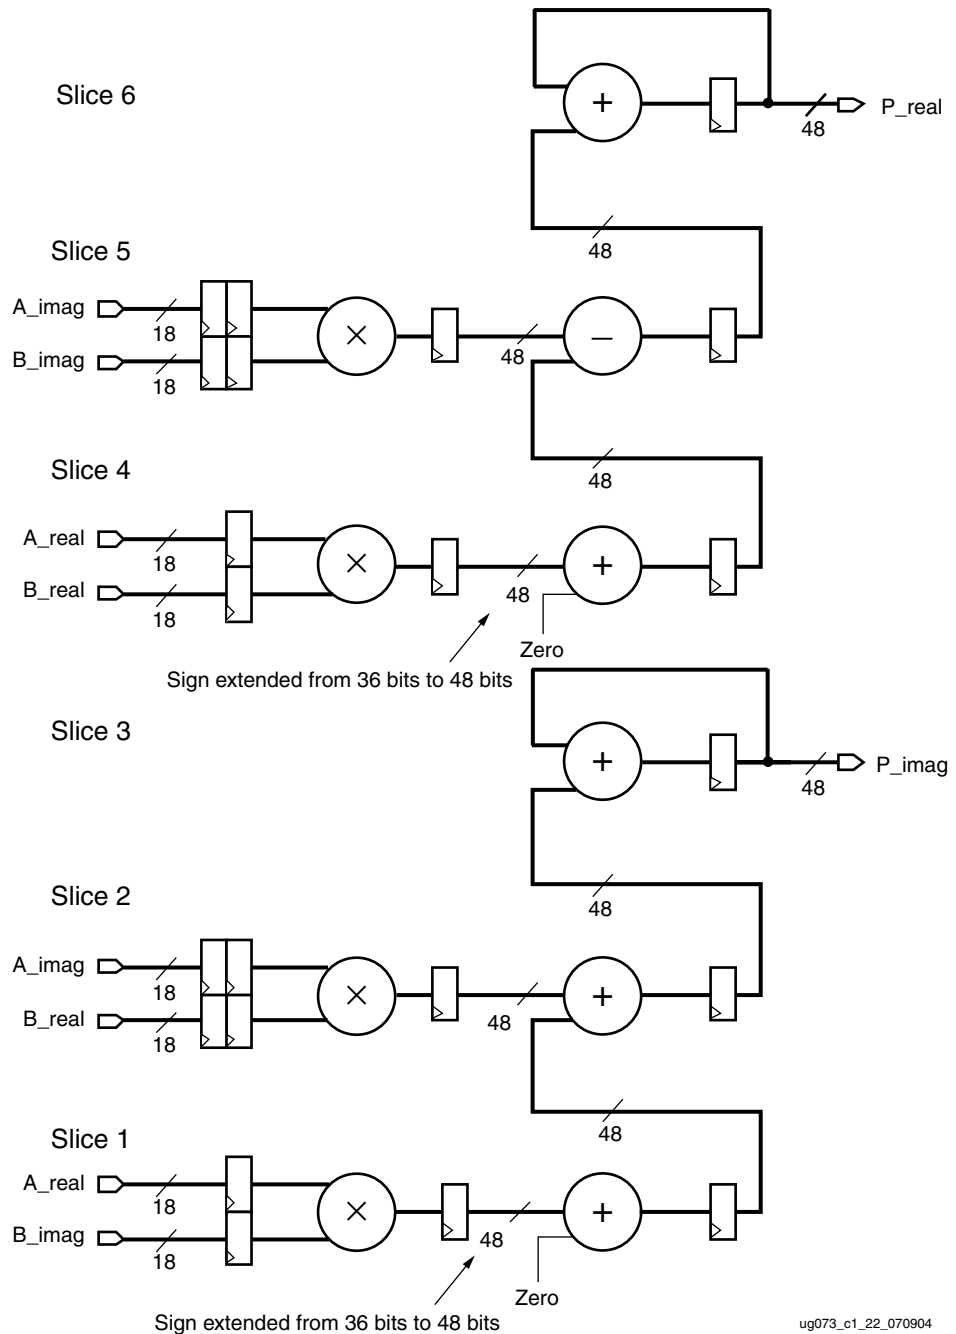 Slice 6
+
P_real
48
48
Slice 5
A_imag
18
×
48
–
B_imag
18
48
Slice 4
A_real
18
×
48
+
B_real
18
Zero
Sign extended from 36 bits to 48 bits
Slice 3
+
48
P_imag
48
Slice 2
A_imag
18
×
48
+
B_real
18
48
Slice 1
A_real
18
×
48
+
B_imag
18
Zero
Sign extended from 36 bits to 48 bits
ug073_c1_22_070904